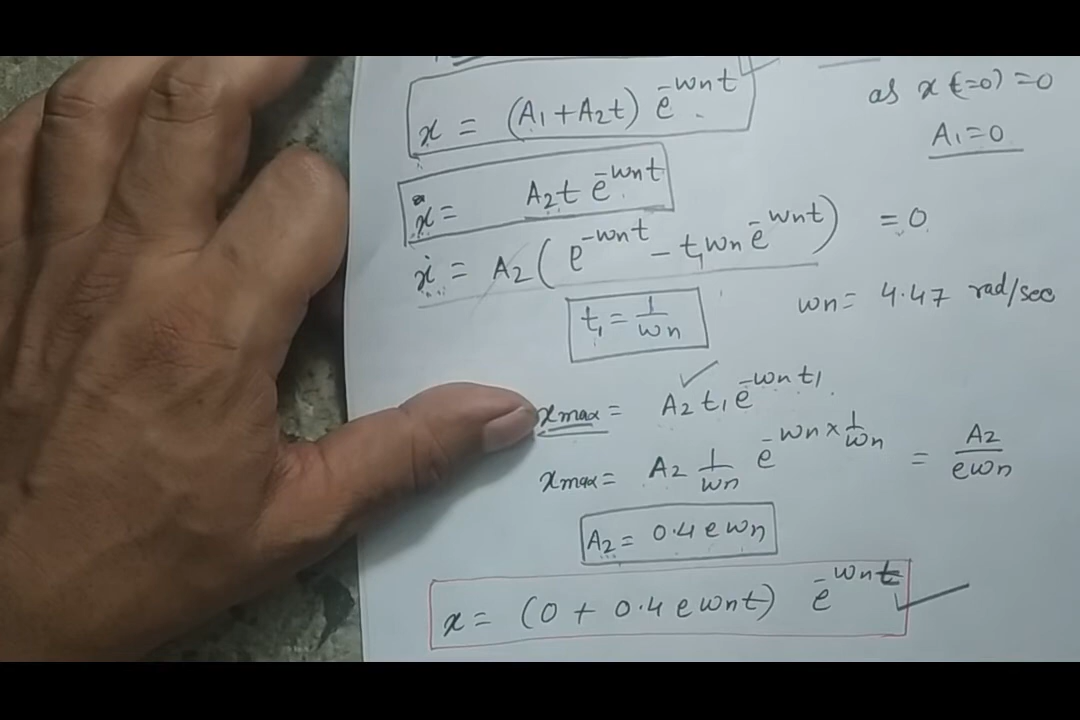 x = (A₁+A₂t) e^-wnt
as x (t=0) = 0
A₁=0
ẋ = A₂t e^-wnt
ẋ = A₂( e^-wnt - t₁wn e^-wnt) = 0
t₁ = 1/wn
wn = 4.47 rad/sec
xmax = A₂ t₁ e^-wn t₁
xmax = A₂ 1/wn e^-wn × 1/wn = A₂/ewn
A₂ = 0.4 e wn
x = (0 + 0.4 e wnt) e^-wnt